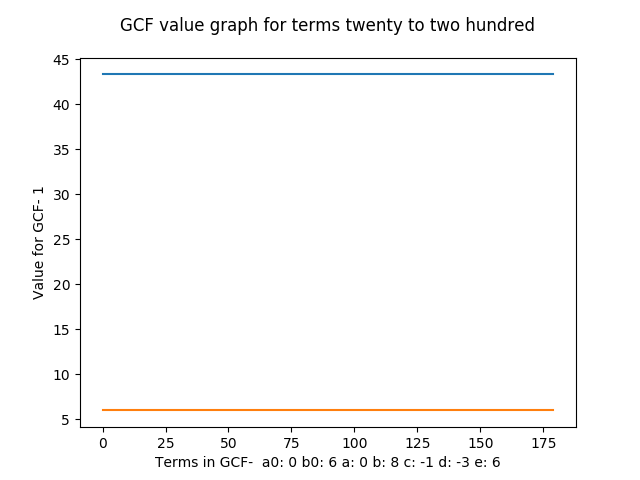 GCF value graph for terms twenty to two hundred
45
40
35
30
25
20
15
10
5
Value for GCF- 1
0 25 50 75 100 125 150 175
Terms in GCF-  a0: 0 b0: 6 a: 0 b: 8 c: -1 d: -3 e: 6